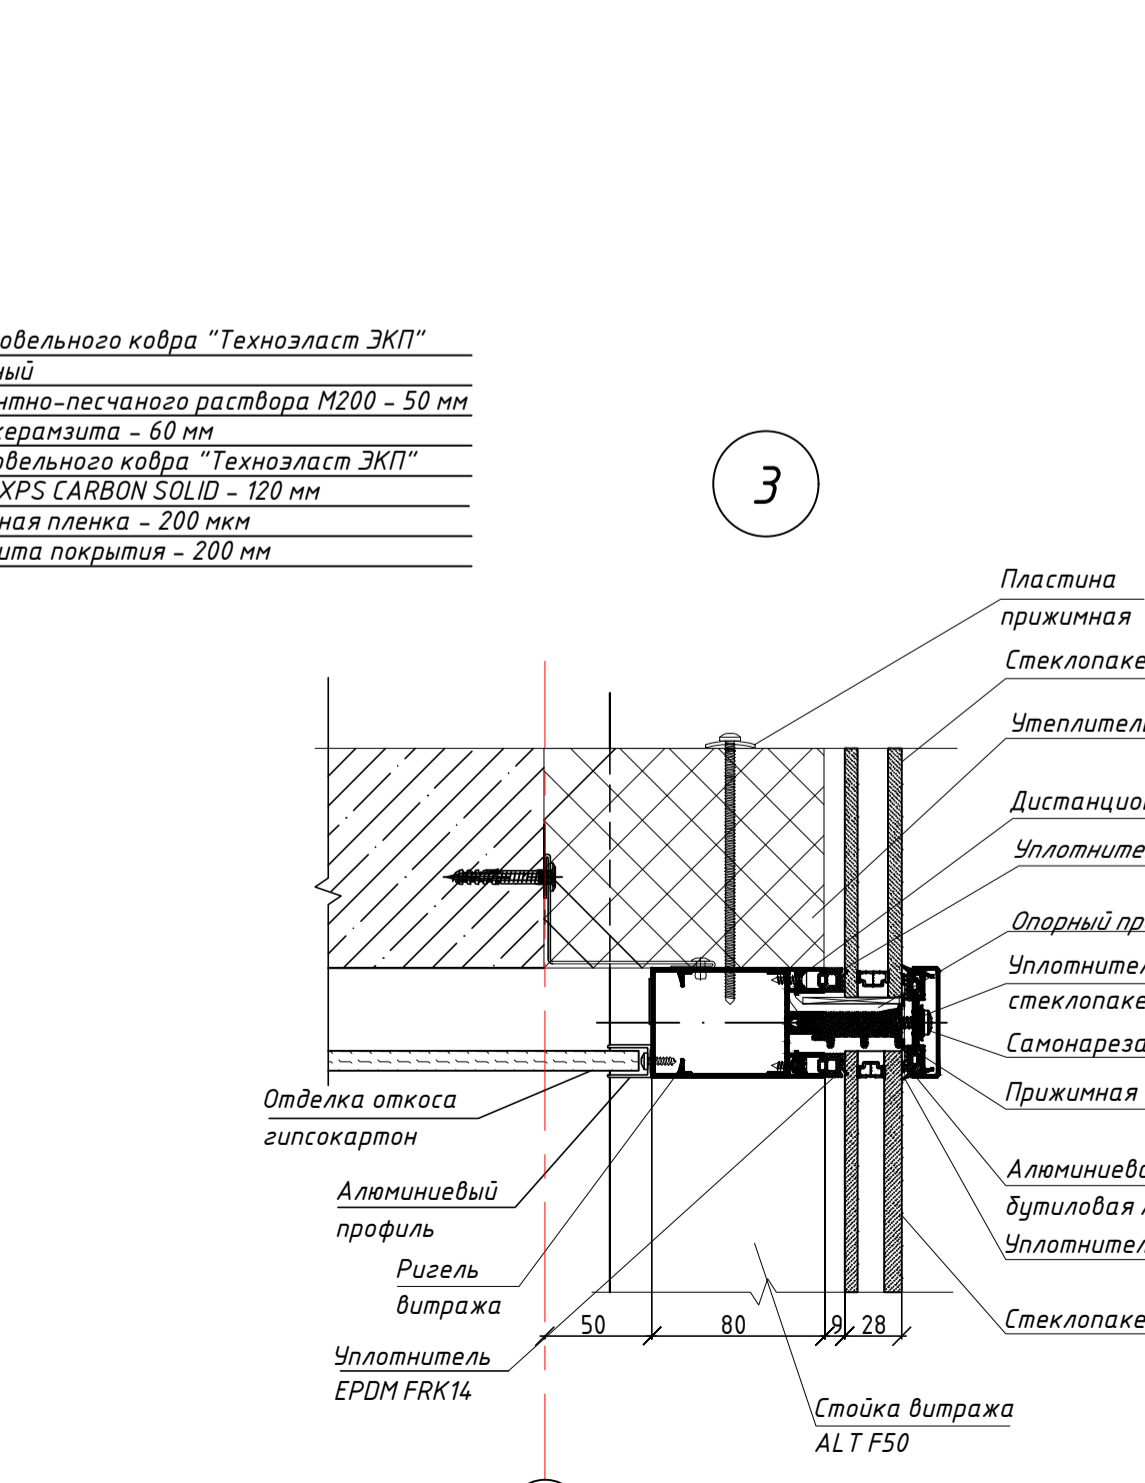 овельного ковра "Техноэласт ЭКП"
ный
нтно-песчаного раствора М200 - 50 мм
керамзита - 60 мм
овельного ковра "Техноэласт ЭКП"
XPS CARBON SOLID - 120 мм
ная пленка - 200 мкм
ита покрытия - 200 мм
3
Пластина
прижимная
Стеклопаке
Утеплитель
Дистанцио
Уплотните
Опорный пр
Уплотнител
стеклопаке
Самонареза
Прижимная
Алюминиево
бутиловая л
Уплотнител
Стеклопаке
Отделка откоса
гипсокартон
Алюминиевый
профиль
Ригель
витража
Уплотнитель
EPDM FRK14
50
80
9
28
Стойка витража
ALT F50